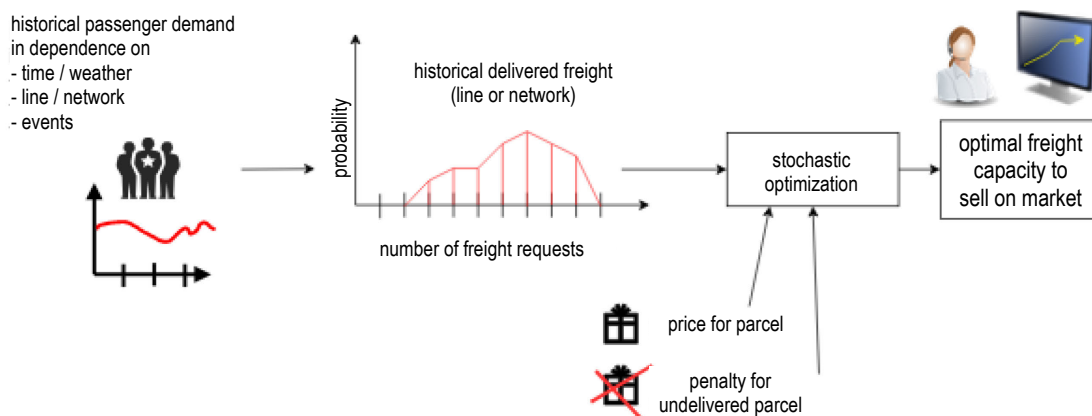 historical passenger demand
in dependence on
- time / weather
- line / network
- events
historical delivered freight
(line or network)
probability
number of freight requests
stochastic
optimization
optimal freight
capacity to
sell on market
price for parcel
penalty for
undelivered parcel